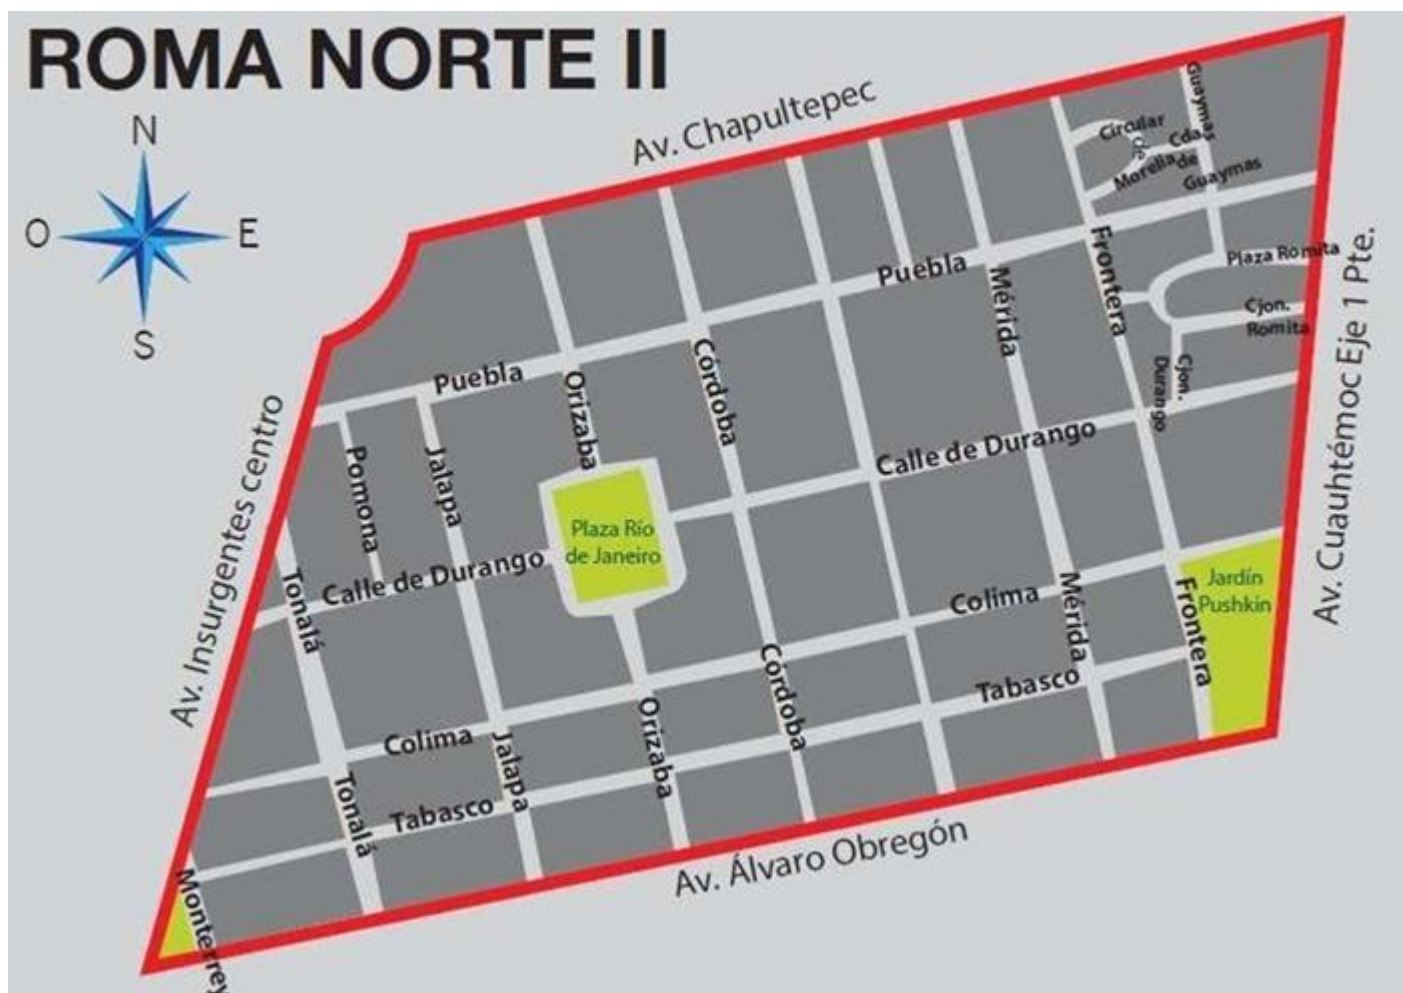 ROMA NORTE II
N
O
E
S
Av. Chapultepec
Guaymas
Circular
de
Morelia
Cda.
de
Guaymas
Puebla
Frontera
Mérida
Plaza Romita
Cjon.
Romita
Cjon.
Durango
Av. Cuauhtémoc Eje 1 Pte.
Puebla
Orizaba
Córdoba
Av. Insurgentes centro
Pomona
Jalapa
Calle de Durango
Plaza Río
de Janeiro
Calle de Durango
Tonalá
Colima
Mérida
Frontera
Jardín
Pushkin
Córdoba
Tabasco
Orizaba
Colima
Jalapa
Tonalá
Tabasco
Av. Álvaro Obregón
Monterrey